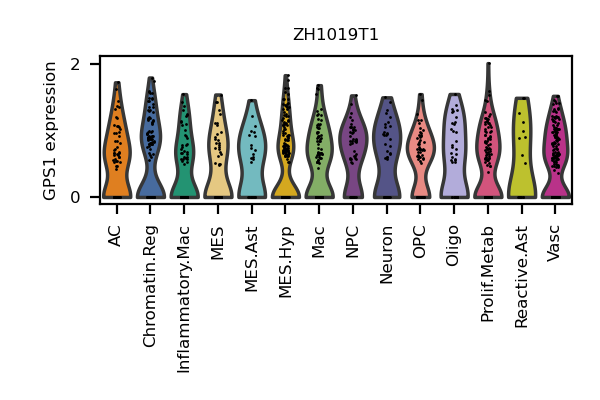 ZH1019T1
GPS1 expression
2
0
AC
Chromatin.Reg
Inflammatory.Mac
MES
MES.Ast
MES.Hyp
Mac
NPC
Neuron
OPC
Oligo
Prolif.Metab
Reactive.Ast
Vasc